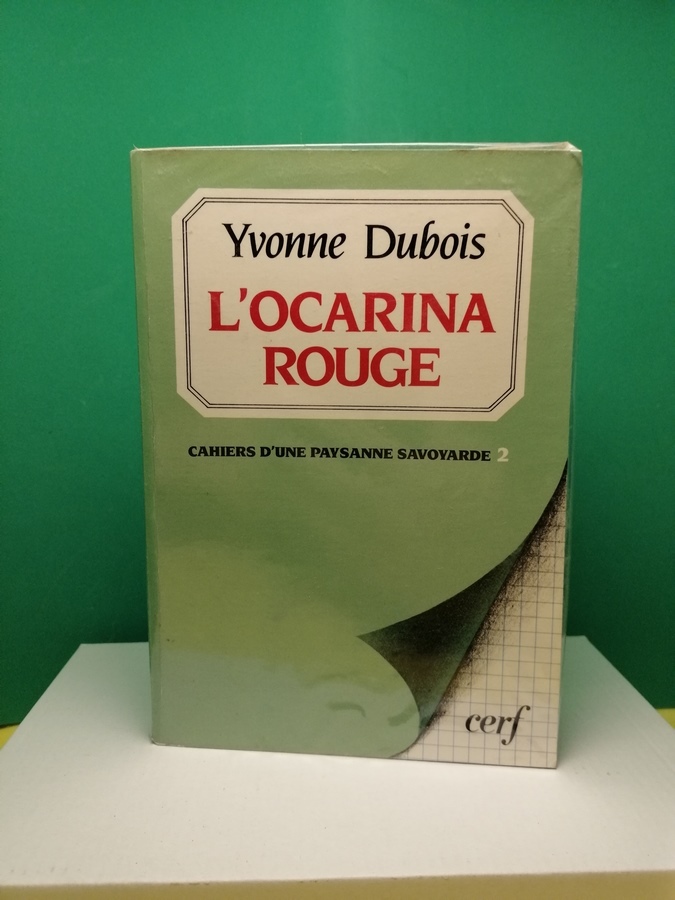 Yvonne Dubois
L'OCARINA
ROUGE
CAHIERS D'UNE PAYSANNE SAVOYARDE 2
cerf